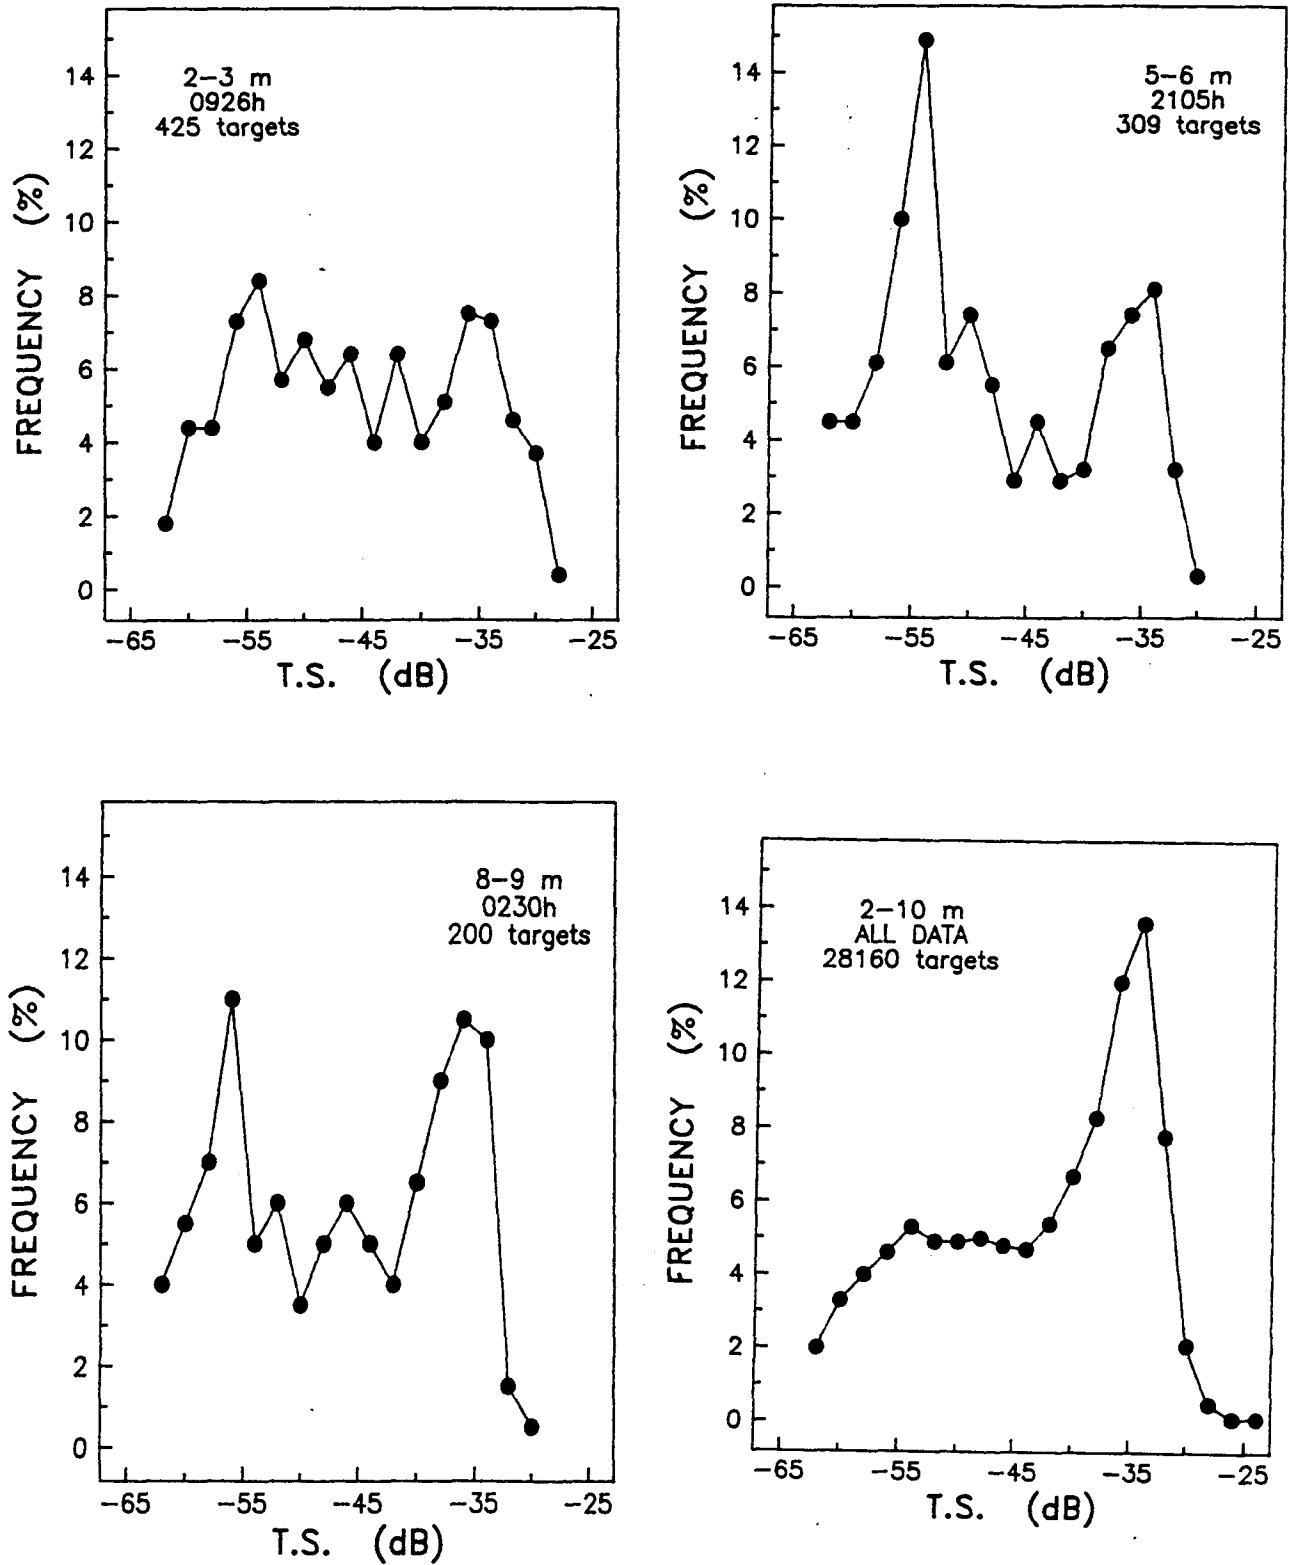 2–3 m
0926h
425 targets
FREQUENCY (%)
14
12
10
8
6
4
2
0
−65 −55 −45 −35 −25
T.S. (dB)
5–6 m
2105h
309 targets
FREQUENCY (%)
14
12
10
8
6
4
2
0
−65 −55 −45 −35 −25
T.S. (dB)
8–9 m
0230h
200 targets
FREQUENCY (%)
14
12
10
8
6
4
2
0
−65 −55 −45 −35 −25
T.S. (dB)
2–10 m
ALL DATA
28160 targets
FREQUENCY (%)
14
12
10
8
6
4
2
0
−65 −55 −45 −35 −25
T.S. (dB)